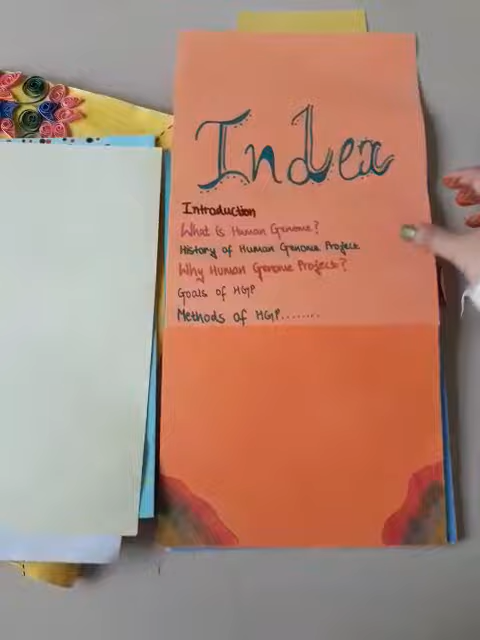 Index
Introduction
What is Human Genome?
History of Human Genome Project
Why Human Genome Projects?
Goals of HGP
Methods of HGP........